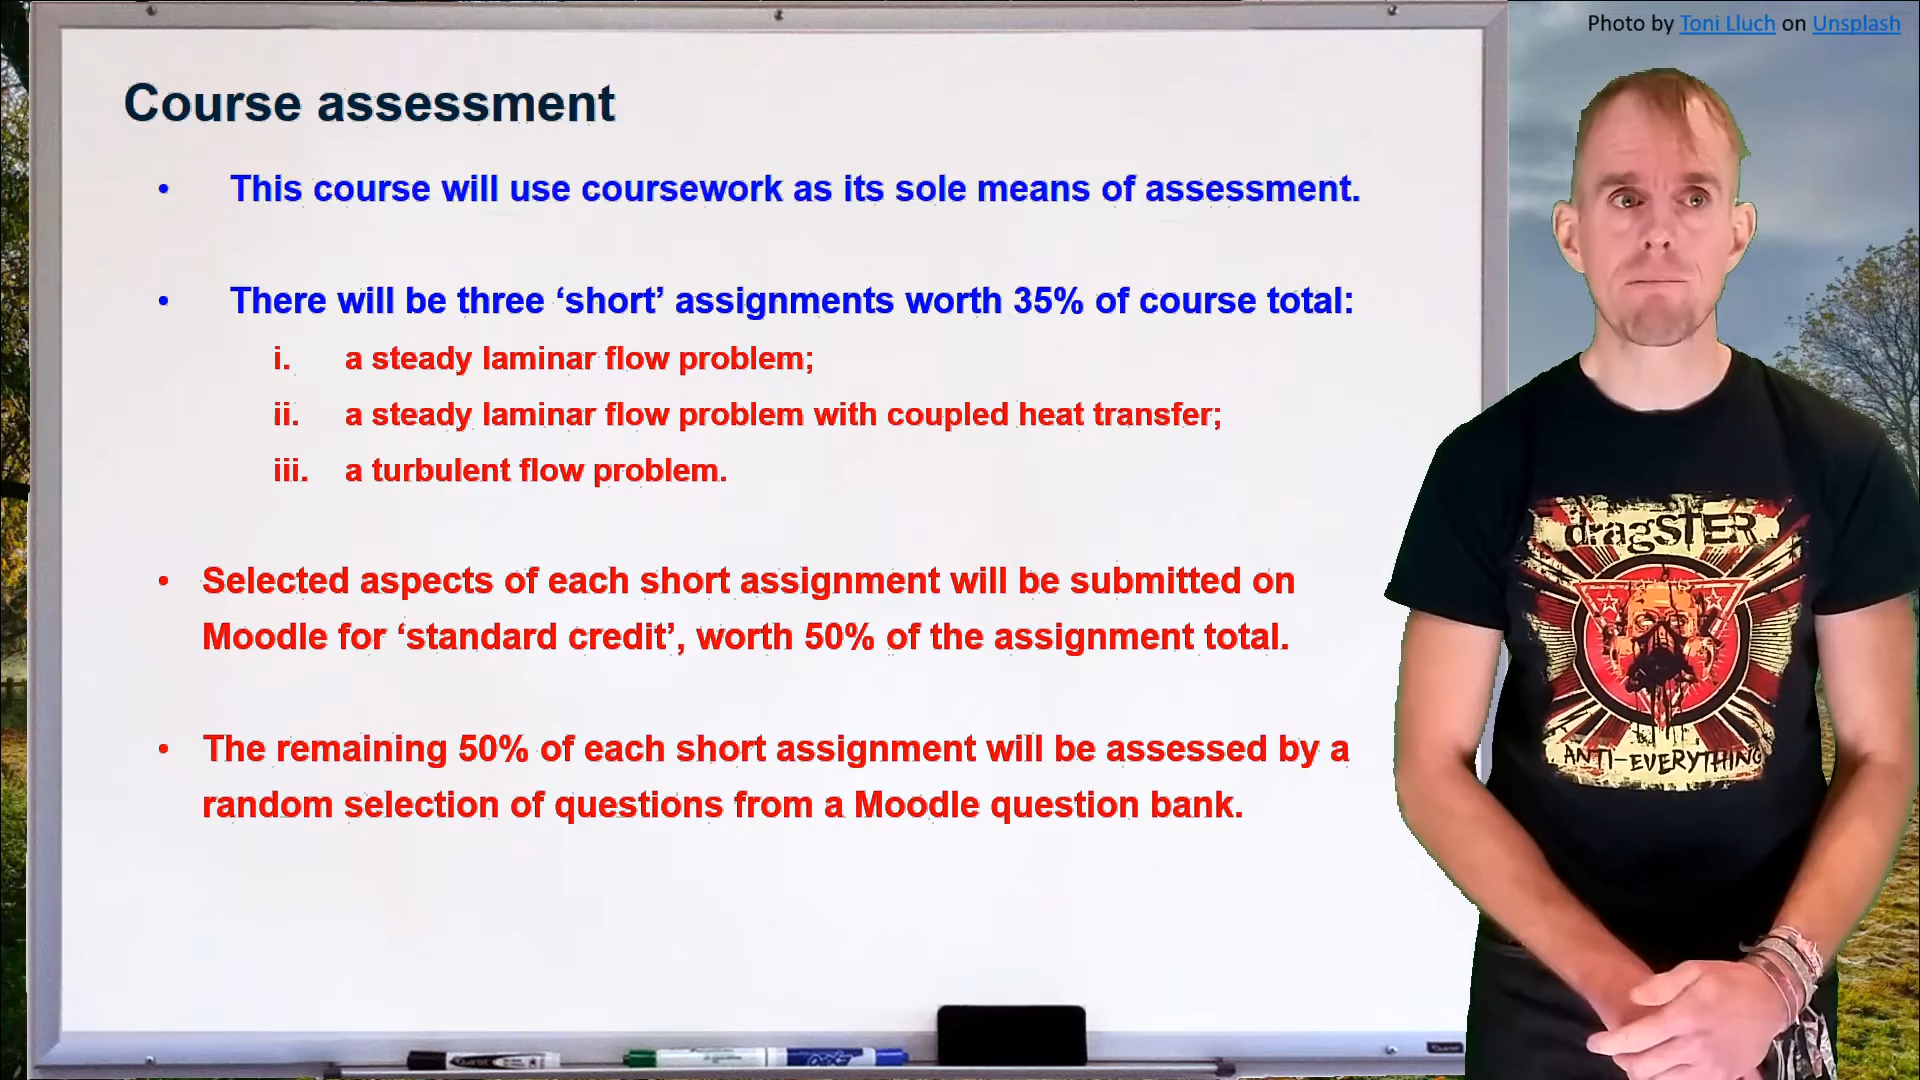 Photo by Toni Lluch on Unsplash
Course assessment
• This course will use coursework as its sole means of assessment.
• There will be three ‘short’ assignments worth 35% of course total:
i. a steady laminar flow problem;
ii. a steady laminar flow problem with coupled heat transfer;
iii. a turbulent flow problem.
• Selected aspects of each short assignment will be submitted on
Moodle for ‘standard credit’, worth 50% of the assignment total.
• The remaining 50% of each short assignment will be assessed by a
random selection of questions from a Moodle question bank.
dragSTER
ANTI-EVERYTHING